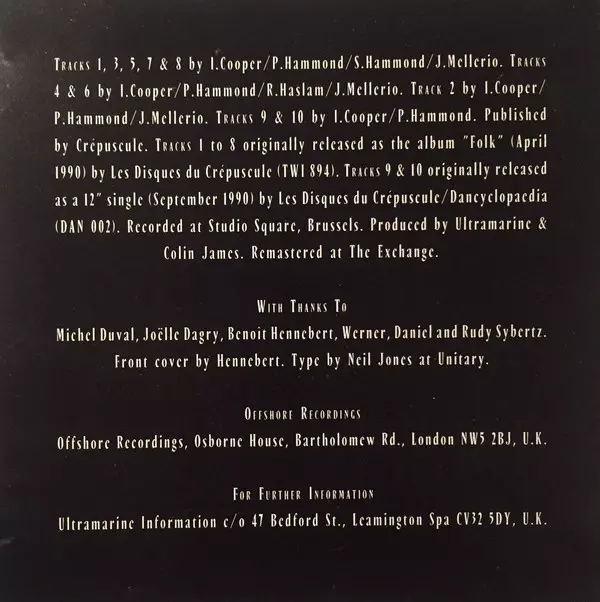 Tracks 1, 3, 5, 7 & 8 by I.Cooper/P.Hammond/S.Hammond/J.Mellerio. Tracks
4 & 6 by I.Cooper/P.Hammond/R.Haslam/J.Mellerio. Track 2 by I.Cooper/
P.Hammond/J.Mellerio. Tracks 9 & 10 by I.Cooper/P.Hammond. Published
by Crépuscule. Tracks 1 to 8 originally released as the album "Folk" (April
1990) by Les Disques du Crépuscule (TWI 894). Tracks 9 & 10 originally released
as a 12" single (September 1990) by Les Disques du Crépuscule/Dancyclopaedia
(DAN 002). Recorded at Studio Square, Brussels. Produced by Ultramarine &
Colin James. Remastered at The Exchange.
With Thanks To
Michel Duval, Joëlle Dagry, Benoit Hennebert, Werner, Daniel and Rudy Sybertz.
Front cover by Hennebert. Type by Neil Jones at Unitary.
Offshore Recordings
Offshore Recordings, Osborne House, Bartholomew Rd., London NW5 2BJ, U.K.
For Further Information
Ultramarine Information c/o 47 Bedford St., Leamington Spa CV32 5DY, U.K.